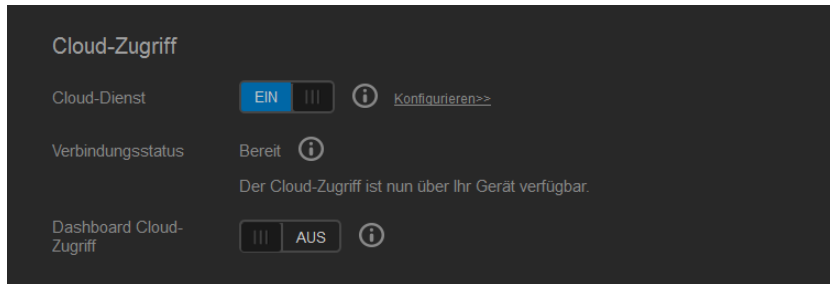 Cloud-Zugriff
Cloud-Dienst EIN Konfigurieren>>
Verbindungsstatus Bereit
Der Cloud-Zugriff ist nun über Ihr Gerät verfügbar.
Dashboard Cloud-
Zugriff AUS